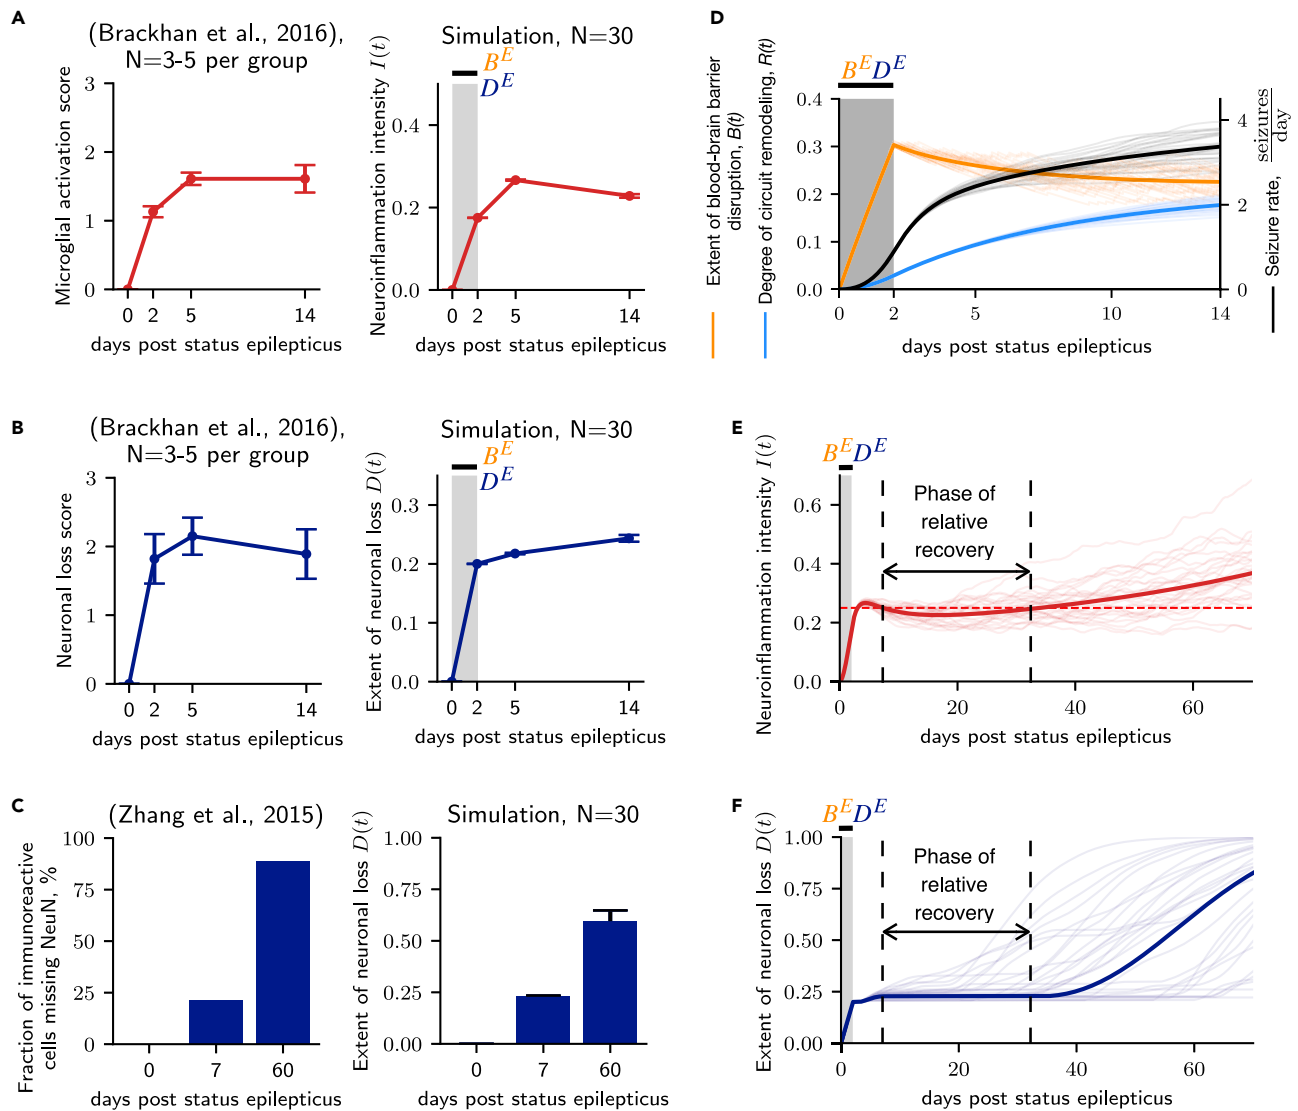 A
(Brackhan et al., 2016),
N=3-5 per group
Microglial activation score
3
2
1
0
0 2 5 14
days post status epilepticus
Simulation, N=30
B^E
D^E
Neuroinflammation intensity I(t)
0.4
0.2
0.0
0 2 5 14
days post status epilepticus
B
(Brackhan et al., 2016),
N=3-5 per group
Neuronal loss score
3
2
1
0
0 2 5 14
days post status epilepticus
Simulation, N=30
B^E
D^E
Extent of neuronal loss D(t)
0.3
0.2
0.1
0.0
0 2 5 14
days post status epilepticus
C
(Zhang et al., 2015)
Fraction of immunoreactive
cells missing NeuN, %
100
75
50
25
0
0 7 60
days post status epilepticus
Simulation, N=30
Extent of neuronal loss D(t)
1.00
0.75
0.50
0.25
0.00
0 7 60
days post status epilepticus
D
Extent of blood-brain barrier
disruption, B(t)
Degree of circuit remodeling, R(t)
B^E D^E
0.4
0.3
0.2
0.1
0.0
0 2 5 10 14
days post status epilepticus
4
2
0
Seizure rate, seizures/day
E
B^E D^E
Neuroinflammation intensity I(t)
0.6
0.4
0.2
0.0
Phase of
relative
recovery
0 20 40 60
days post status epilepticus
F
B^E D^E
Extent of neuronal loss D(t)
1.00
0.75
0.50
0.25
0.00
Phase of
relative
recovery
0 20 40 60
days post status epilepticus